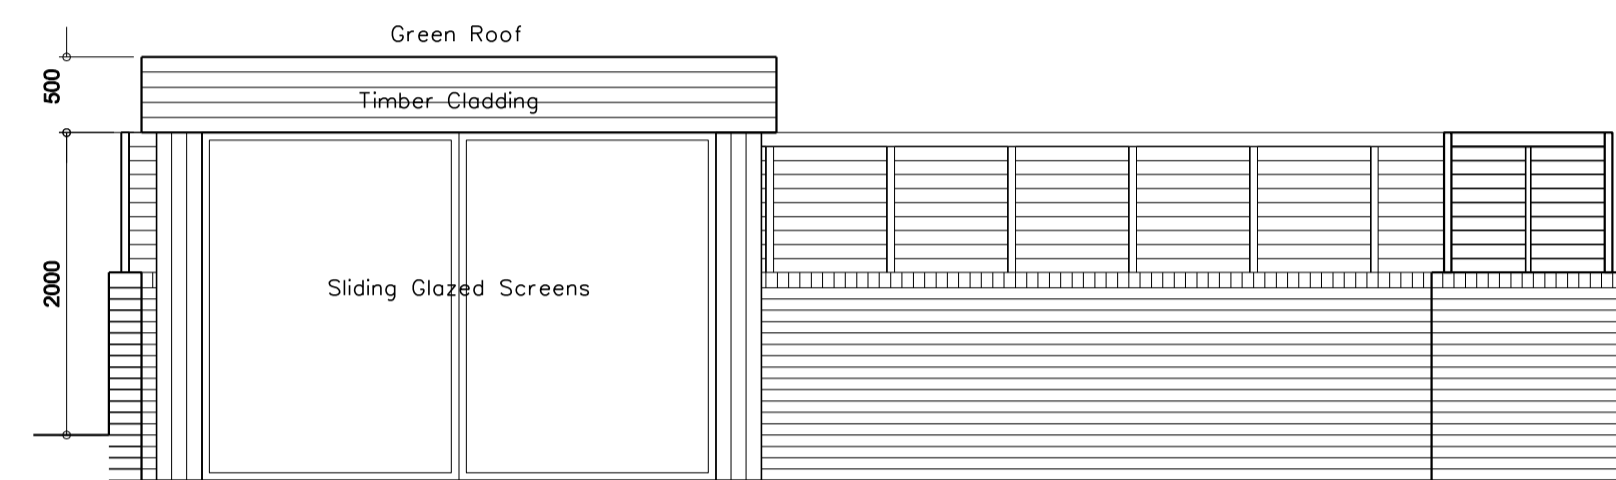 Green Roof
500
Timber Cladding
2000
Sliding Glazed Screens